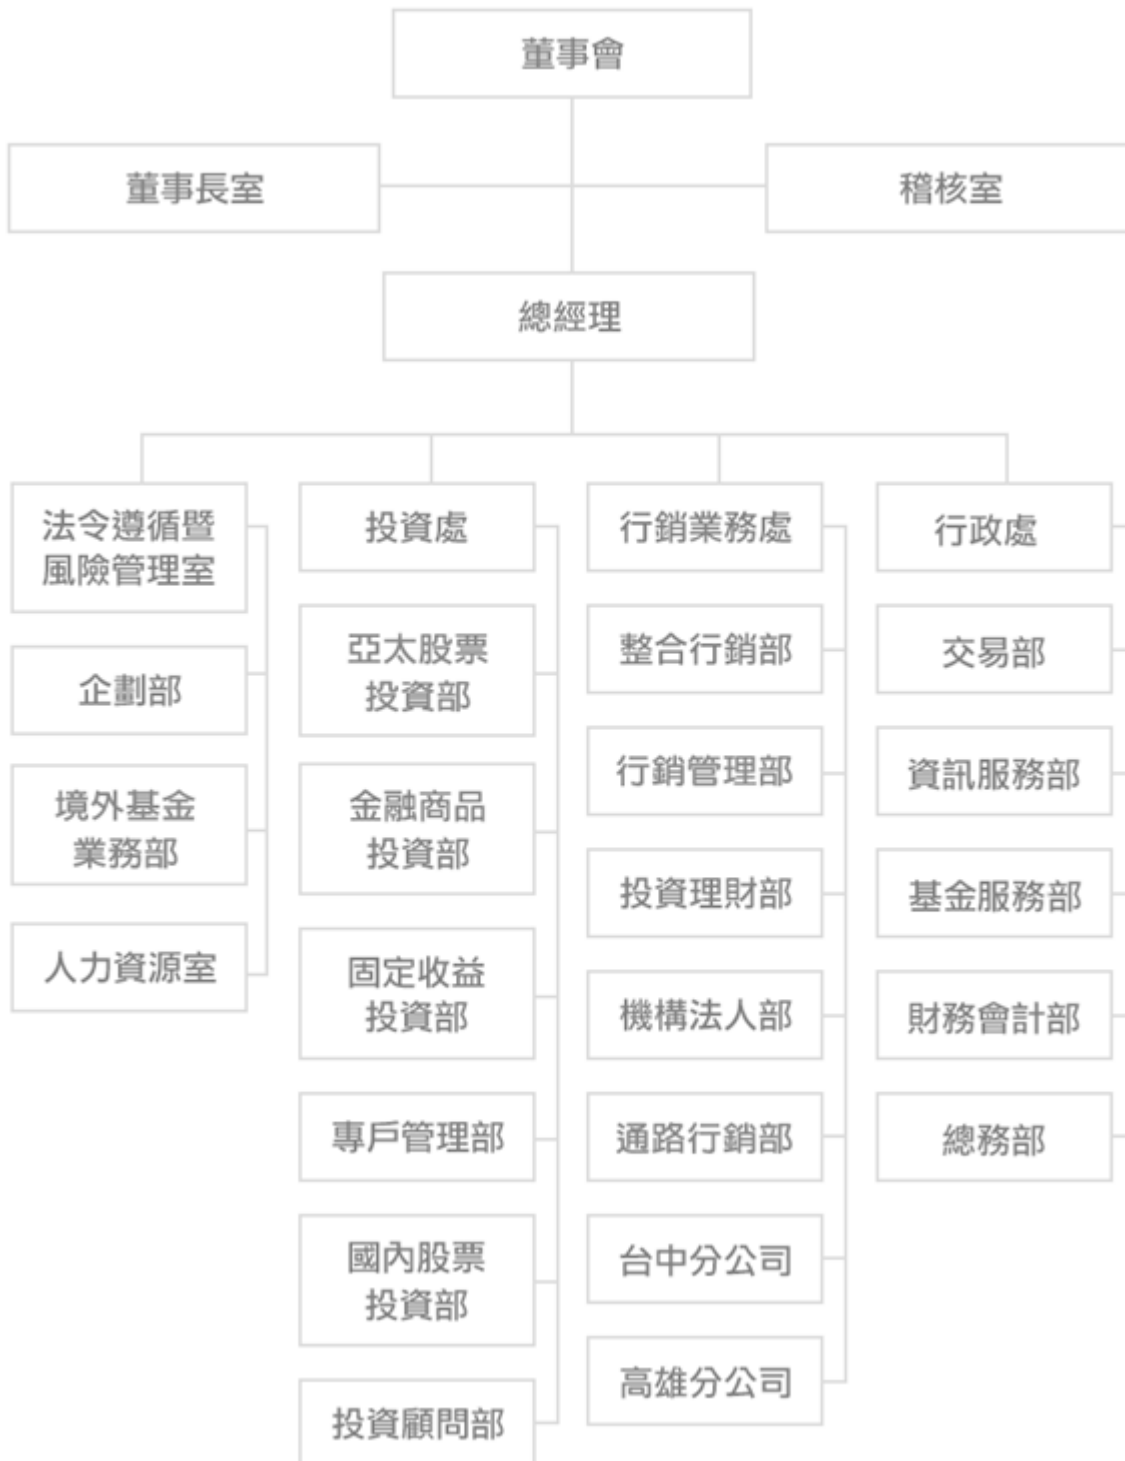 董事會
董事長室
稽核室
總經理
法令遵循暨
風險管理室
企劃部
境外基金
業務部
人力資源室
投資處
亞太股票
投資部
金融商品
投資部
固定收益
投資部
專戶管理部
國內股票
投資部
投資顧問部
行銷業務處
整合行銷部
行銷管理部
投資理財部
機構法人部
通路行銷部
台中分公司
高雄分公司
行政處
交易部
資訊服務部
基金服務部
財務會計部
總務部